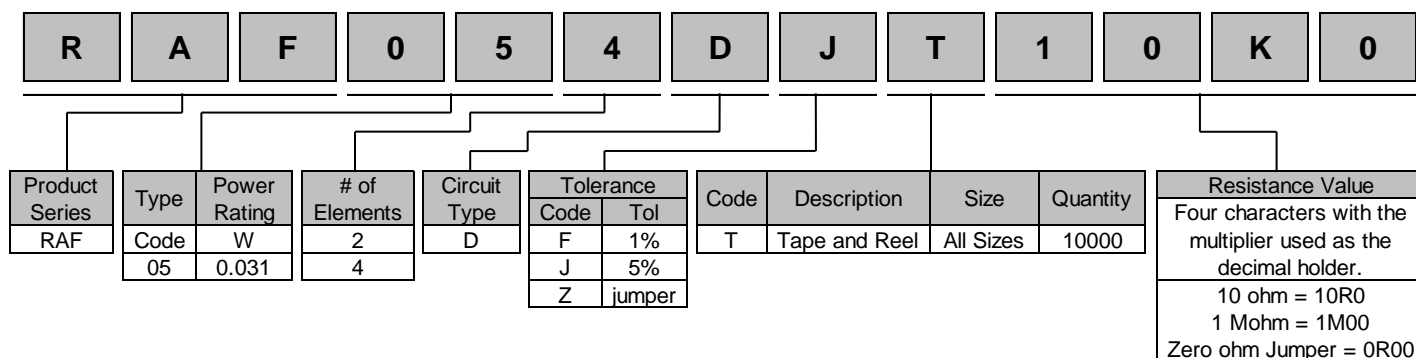 R A F 0 5 4 D J T 1 0 K 0
Product Series
RAF
Type Power Rating
Code W
05 0.031
# of Elements
2
4
Circuit Type
D
Tolerance
Code Tol
F 1%
J 5%
Z jumper
Code Description Size Quantity
T Tape and Reel All Sizes 10000
Resistance Value
Four characters with the
multiplier used as the
decimal holder.
10 ohm = 10R0
1 Mohm = 1M00
Zero ohm Jumper = 0R00